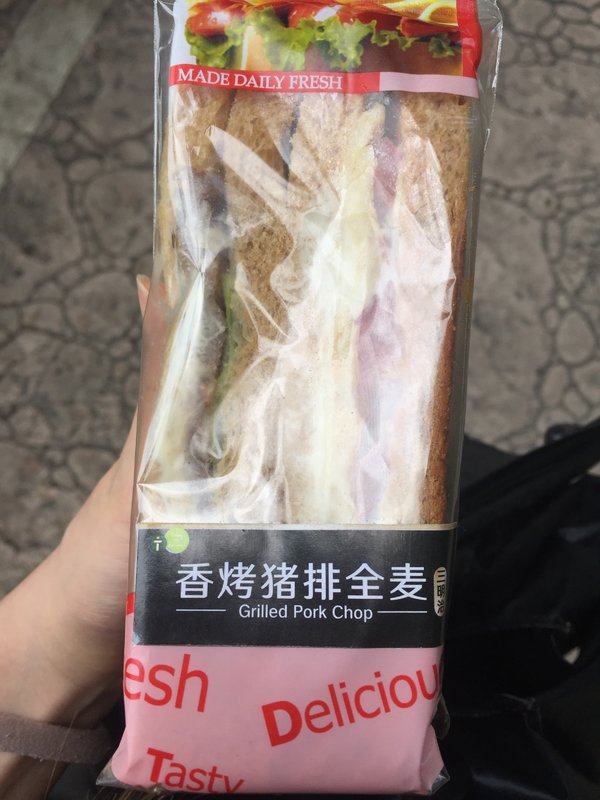 MADE DAILY FRESH
香烤猪排全麦
三明治
Grilled Pork Chop
esh
Deliciou
Tasty